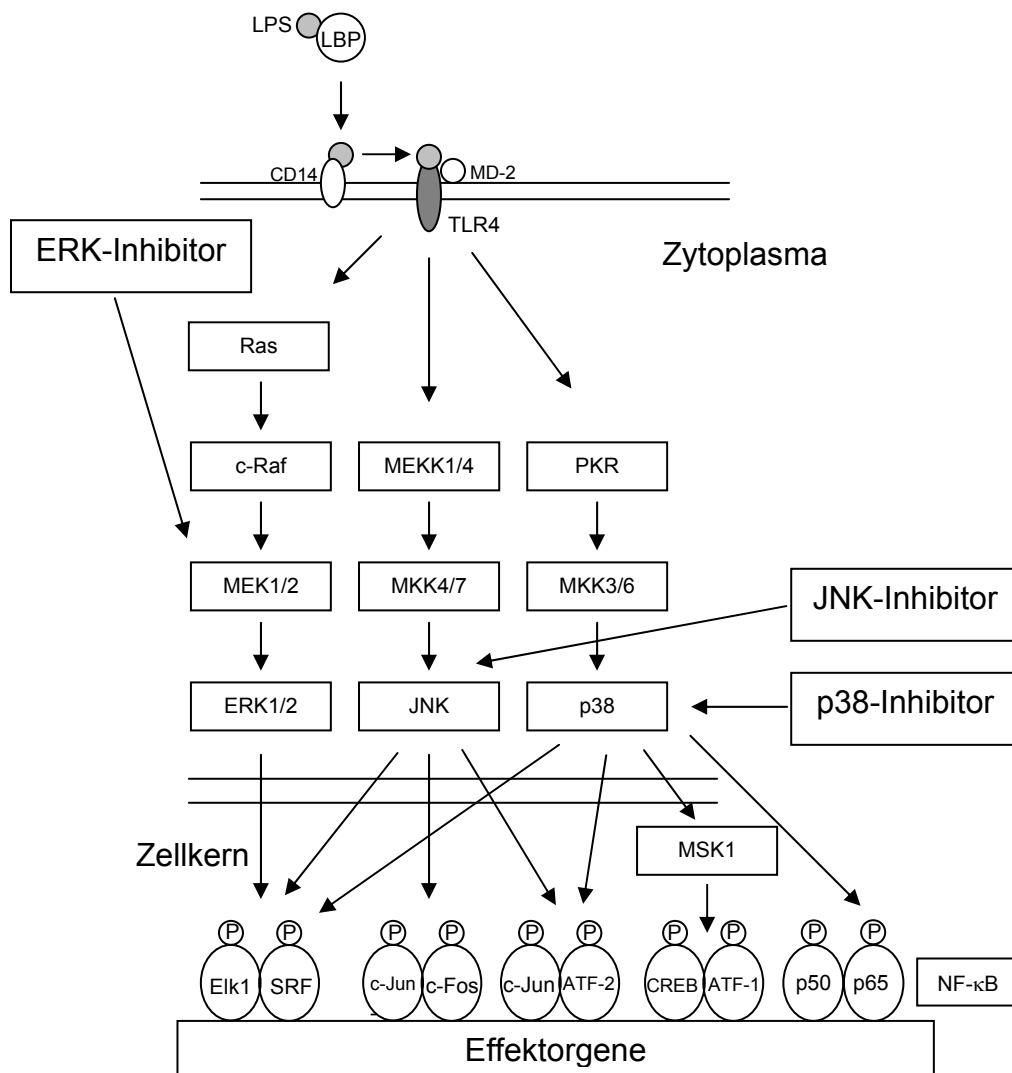 LPS
LBP
CD14
MD-2
TLR4
ERK-Inhibitor
Zytoplasma
Ras
c-Raf
MEKK1/4
PKR
MEK1/2
MKK4/7
MKK3/6
JNK-Inhibitor
ERK1/2
JNK
p38
p38-Inhibitor
Zellkern
MSK1
P P P P P P P P P P
Elk1 SRF c-Jun c-Fos c-Jun ATF-2 CREB ATF-1 p50 p65 NF-κB
Effektorgene